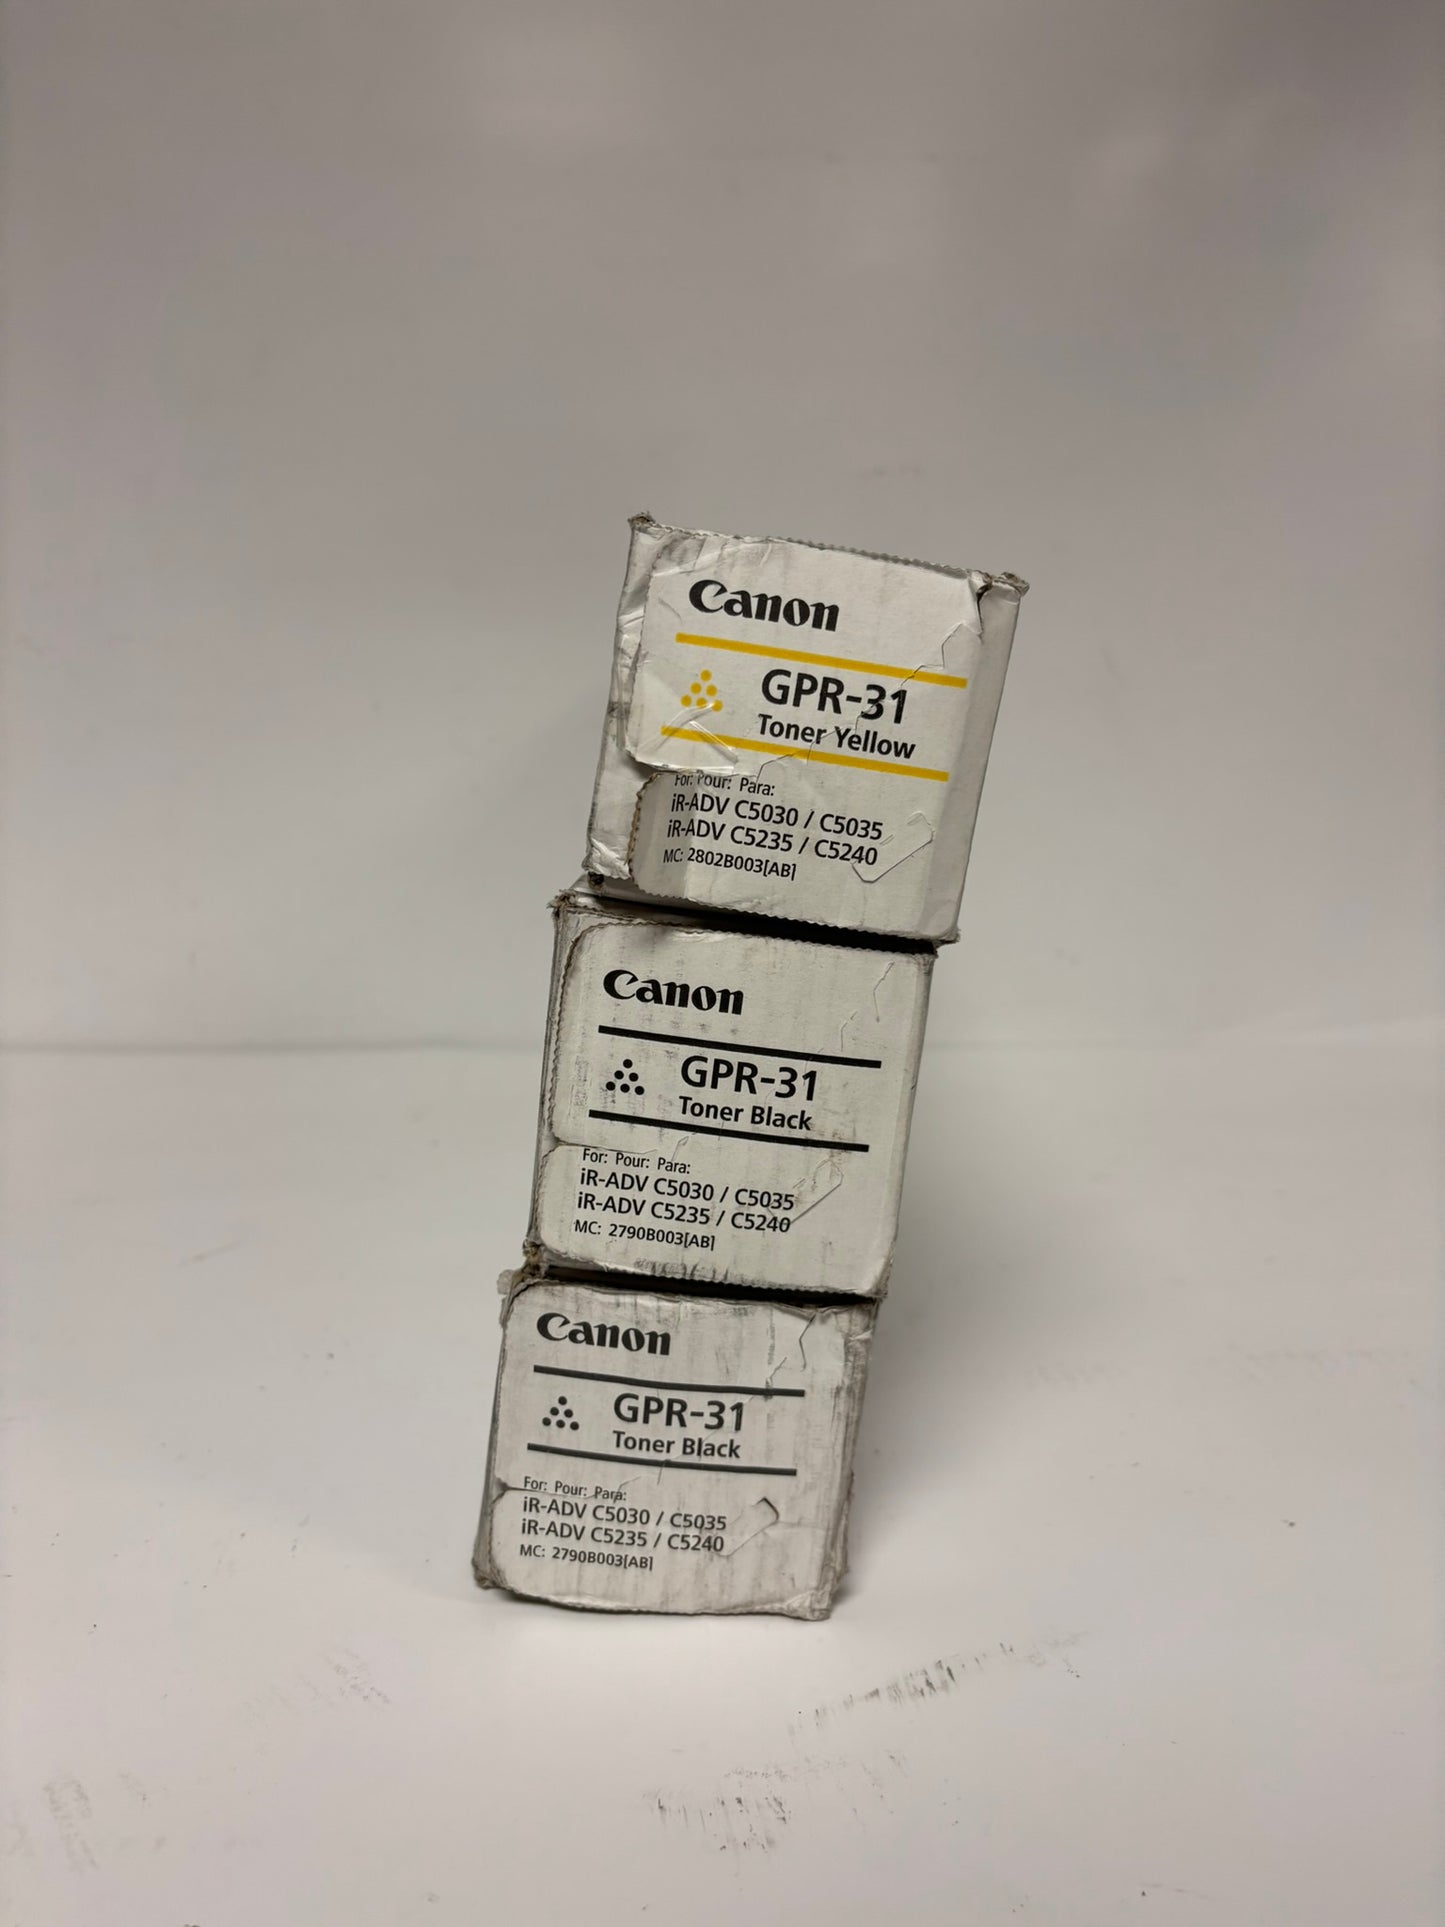 Canon
GPR-31
Toner Yellow
For: Pour: Para:
iR-ADV C5030 / C5035
iR-ADV C5235 / C5240
MC: 2802B003[AB]
Canon
GPR-31
Toner Black
For: Pour: Para:
iR-ADV C5030 / C5035
iR-ADV C5235 / C5240
MC: 2790B003[AB]
Canon
GPR-31
Toner Black
For: Pour: Para:
iR-ADV C5030 / C5035
iR-ADV C5235 / C5240
MC: 2790B003[AB]